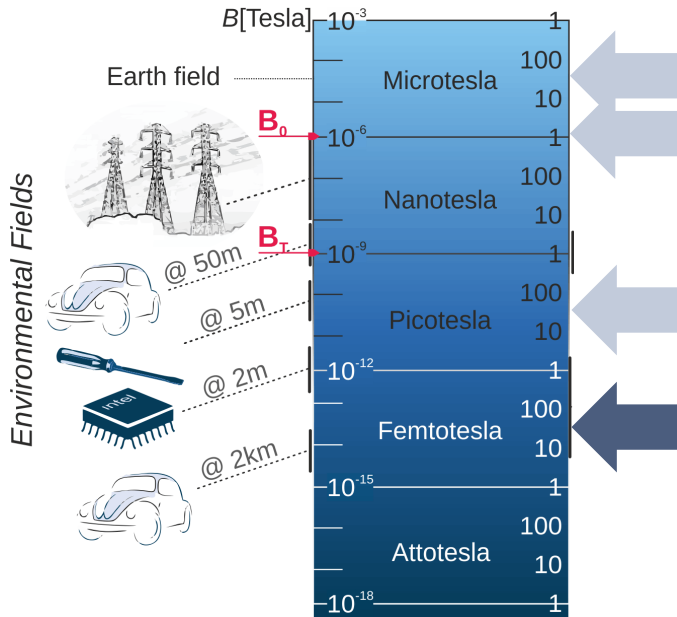 B[Tesla]
10⁻³
1
Earth field
Microtesla
100
10
B₀
10⁻⁶
1
Environmental Fields
Nanotesla
100
10
@ 50m
B_T
10⁻⁹
1
@ 5m
Picotesla
100
10
intel
@ 2m
10⁻¹²
1
Femtotesla
100
10
@ 2km
10⁻¹⁵
1
Attotesla
100
10
10⁻¹⁸
1